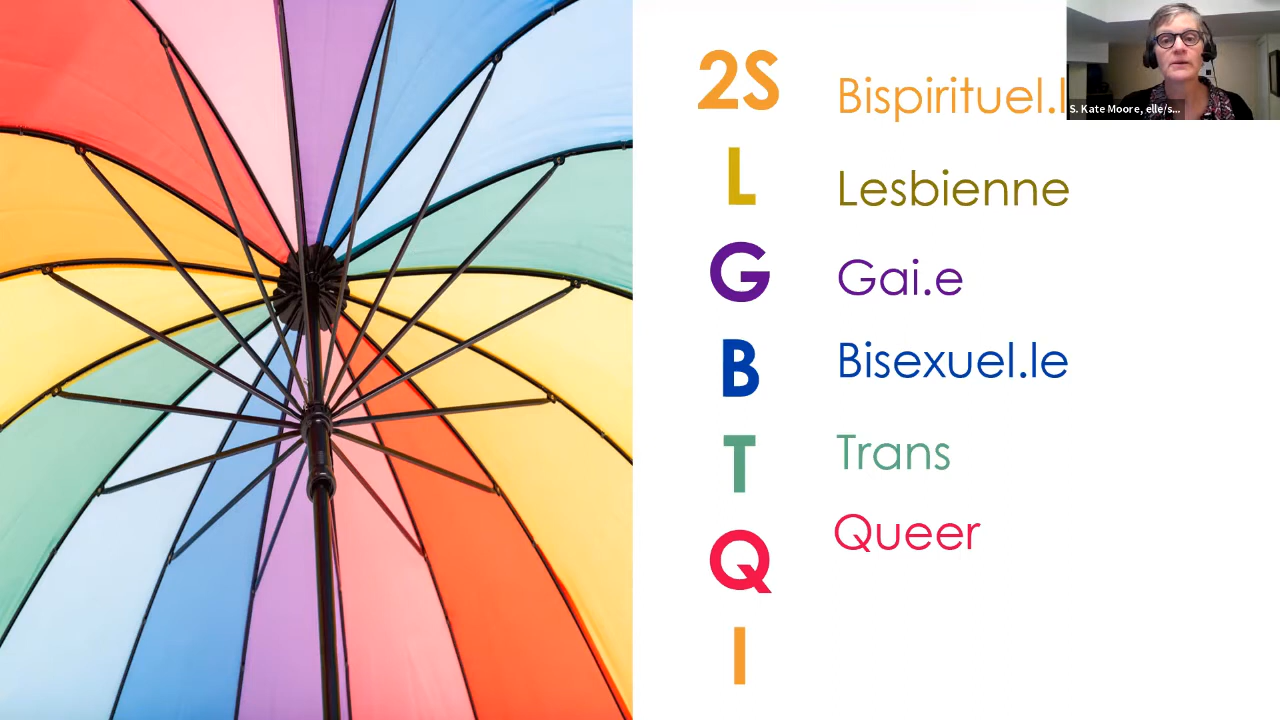 2S Bispirituel.l
S. Kate Moore, elle/s...
L Lesbienne
G Gai.e
B Bisexuel.le
T Trans
Q Queer
I